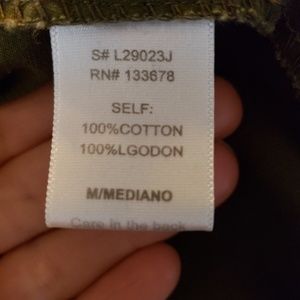 S# L29023J
RN# 133678
SELF:
100%COTTON
100%LGODON
M/MEDIANO
Care in the back